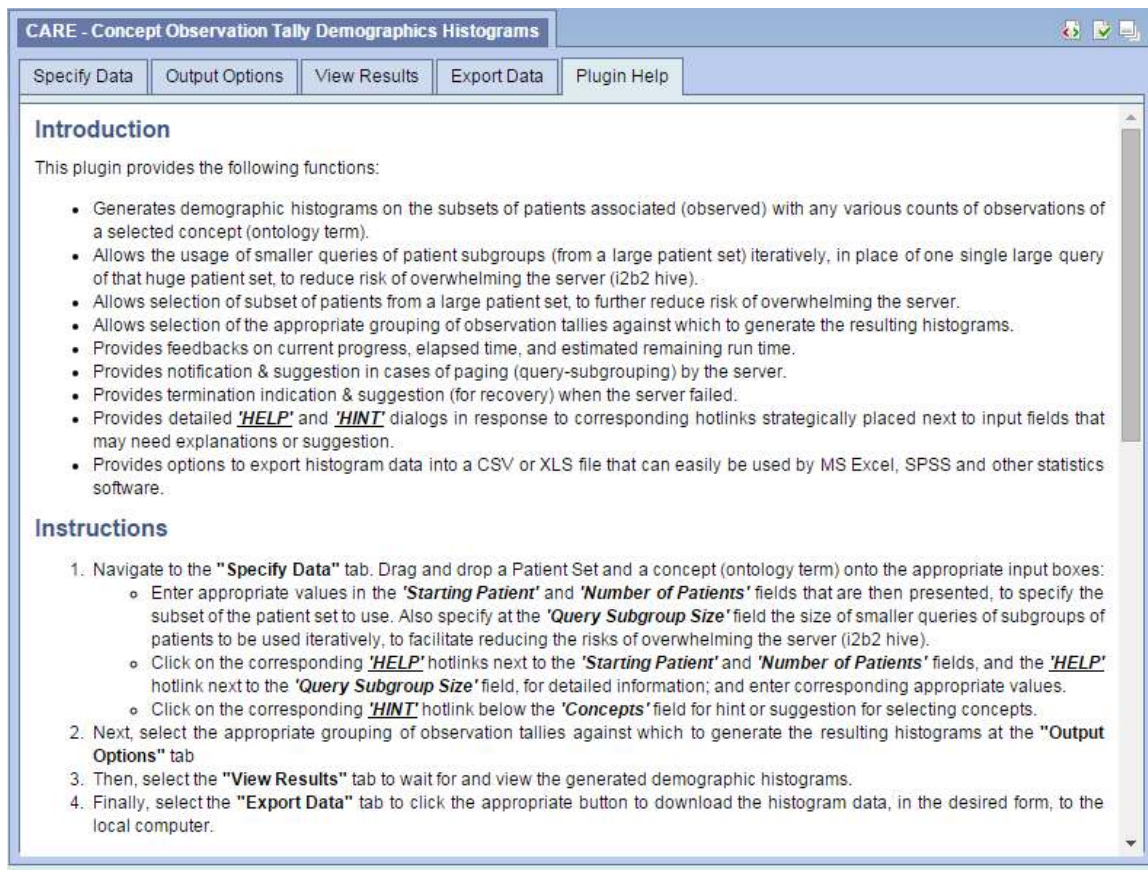 CARE - Concept Observation Tally Demographics Histograms
Specify Data Output Options View Results Export Data Plugin Help
Introduction
This plugin provides the following functions:
• Generates demographic histograms on the subsets of patients associated (observed) with any various counts of observations of
a selected concept (ontology term).
• Allows the usage of smaller queries of patient subgroups (from a large patient set) iteratively, in place of one single large query
of that huge patient set, to reduce risk of overwhelming the server (i2b2 hive).
• Allows selection of subset of patients from a large patient set, to further reduce risk of overwhelming the server.
• Allows selection of the appropriate grouping of observation tallies against which to generate the resulting histograms.
• Provides feedbacks on current progress, elapsed time, and estimated remaining run time.
• Provides notification & suggestion in cases of paging (query-subgrouping) by the server.
• Provides termination indication & suggestion (for recovery) when the server failed.
• Provides detailed 'HELP' and 'HINT' dialogs in response to corresponding hotlinks strategically placed next to input fields that
may need explanations or suggestion.
• Provides options to export histogram data into a CSV or XLS file that can easily be used by MS Excel, SPSS and other statistics
software.
Instructions
1. Navigate to the "Specify Data" tab. Drag and drop a Patient Set and a concept (ontology term) onto the appropriate input boxes:
o Enter appropriate values in the 'Starting Patient' and 'Number of Patients' fields that are then presented, to specify the
subset of the patient set to use. Also specify at the 'Query Subgroup Size' field the size of smaller queries of subgroups of
patients to be used iteratively, to facilitate reducing the risks of overwhelming the server (i2b2 hive).
o Click on the corresponding 'HELP' hotlinks next to the 'Starting Patient' and 'Number of Patients' fields, and the 'HELP'
hotlink next to the 'Query Subgroup Size' field, for detailed information; and enter corresponding appropriate values.
o Click on the corresponding 'HINT' hotlink below the 'Concepts' field for hint or suggestion for selecting concepts.
2. Next, select the appropriate grouping of observation tallies against which to generate the resulting histograms at the "Output
Options" tab
3. Then, select the "View Results" tab to wait for and view the generated demographic histograms.
4. Finally, select the "Export Data" tab to click the appropriate button to download the histogram data, in the desired form, to the
local computer.